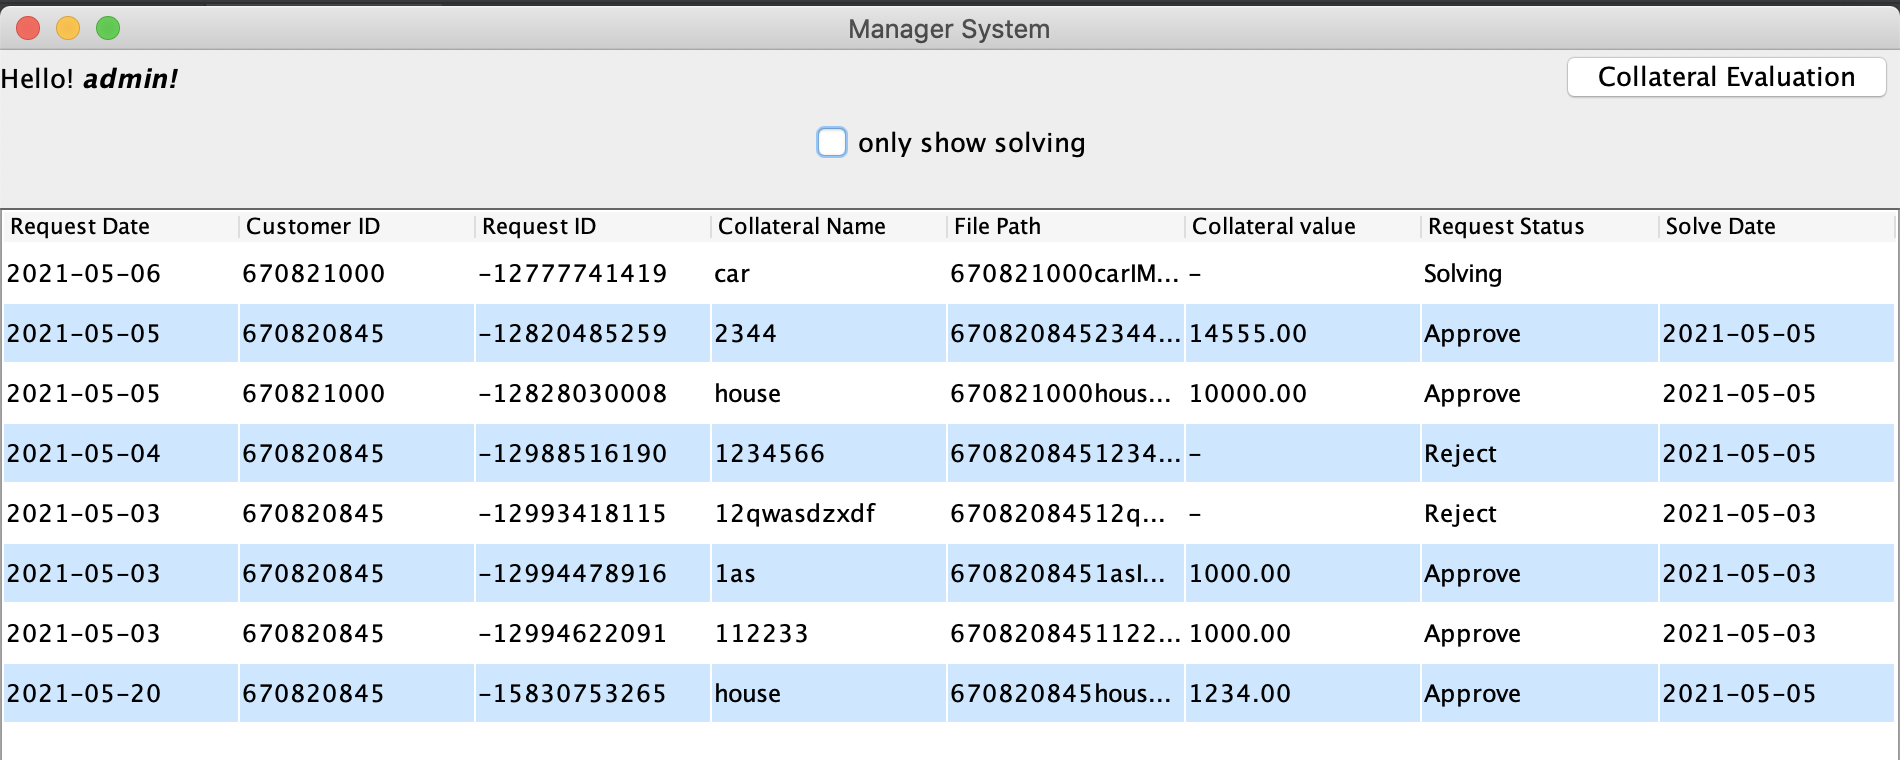 Manager System
Hello! admin!
Collateral Evaluation
only show solving
Request Date Customer ID Request ID Collateral Name File Path Collateral value Request Status Solve Date
2021-05-06 670821000 -12777741419 car 670821000carIM... - Solving
2021-05-05 670820845 -12820485259 2344 6708208452344... 14555.00 Approve 2021-05-05
2021-05-05 670821000 -12828030008 house 670821000hous... 10000.00 Approve 2021-05-05
2021-05-04 670820845 -12988516190 1234566 6708208451234... - Reject 2021-05-05
2021-05-03 670820845 -12993418115 12qwasdzxdf 67082084512q... - Reject 2021-05-03
2021-05-03 670820845 -12994478916 1as 6708208451asI... 1000.00 Approve 2021-05-03
2021-05-03 670820845 -12994622091 112233 6708208451122... 1000.00 Approve 2021-05-03
2021-05-20 670820845 -15830753265 house 670820845hous... 1234.00 Approve 2021-05-05